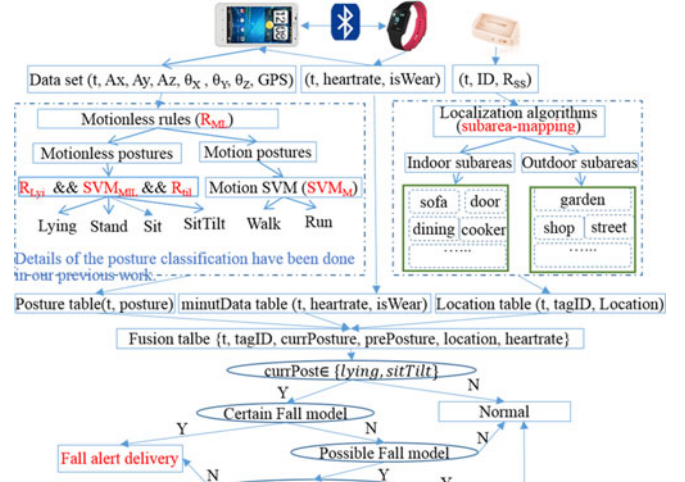 Data set (t, Ax, Ay, Az, θX , θY, θZ, GPS)
(t, heartrate, isWear)
(t, ID, RSS)
Motionless rules (RML)
Localization algorithms
(subarea-mapping)
Motionless postures
Motion postures
Indoor subareas
Outdoor subareas
RLyi && SVMMIL && Rtil
Motion SVM (SVMM)
sofa
door
garden
Lying
Stand
Sit
SitTilt
Walk
Run
dining
cooker
shop
street
......
......
Details of the posture classification have been done
in our previous work.
Posture table(t, posture)
minutData table (t, heartrate, isWear)
Location table (t, tagID, Location)
Fusion talbe {t, tagID, currPosture, prePosture, location, heartrate}
currPost∈ {lying, sitTilt}
Y
N
Certain Fall model
Normal
Y
N
N
Fall alert delivery
Possible Fall model
N
Y
Y